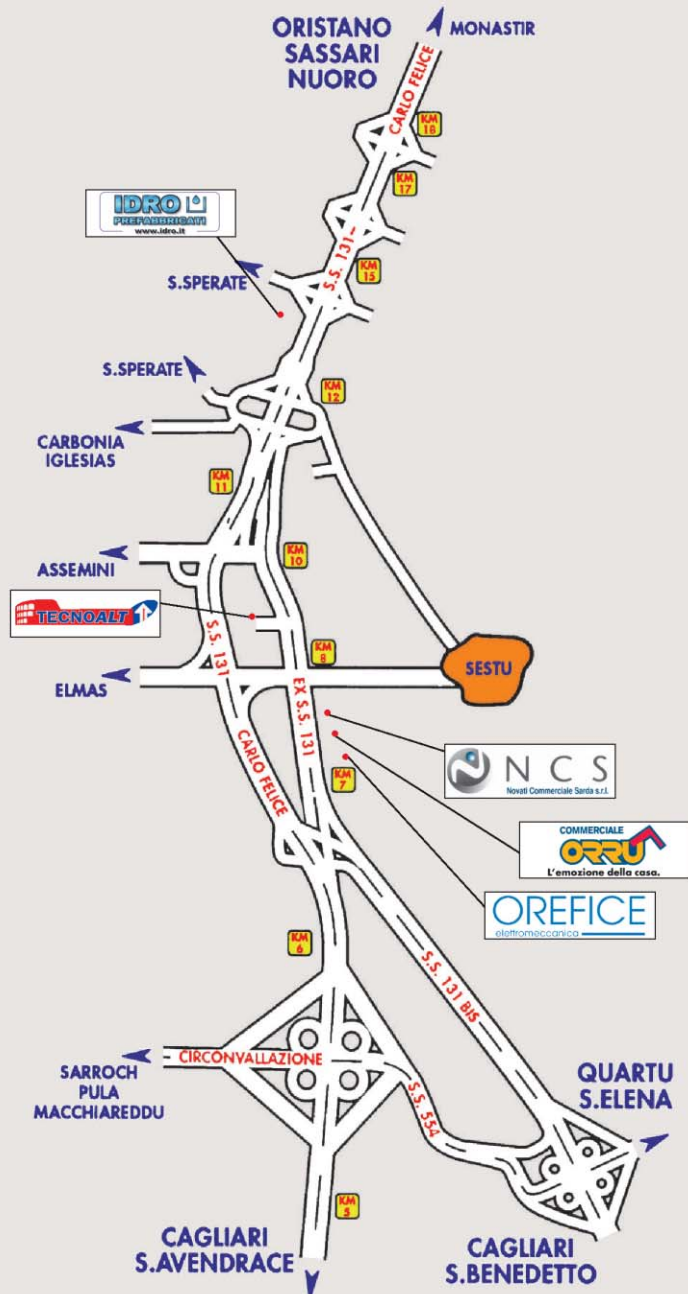 ORISTANO
SASSARI
NUORO
MONASTIR
CARLO FELICE
KM
18
KM
17
IDRO
PREFABBRICATI
www.idro.it
S.S. 131
KM
15
S.SPERATE
S.SPERATE
KM
12
CARBONIA
IGLESIAS
KM
11
KM
10
ASSEMINI
TECNOALT
S.S. 131
KM
8
SESTU
ELMAS
EX S.S. 131
CARLO FELICE
KM
7
NCS
Novati Commerciale Sarda s.r.l.
COMMERCIALE
ORRÙ
L'emozione della casa.
OREFICE
elettromeccanica
KM
6
S.S. 131 BIS
CIRCONVALLAZIONE
SARROCH
PULA
MACCHIAREDDU
S.S. 554
QUARTU
S.ELENA
KM
5
CAGLIARI
S.AVENDRACE
CAGLIARI
S.BENEDETTO